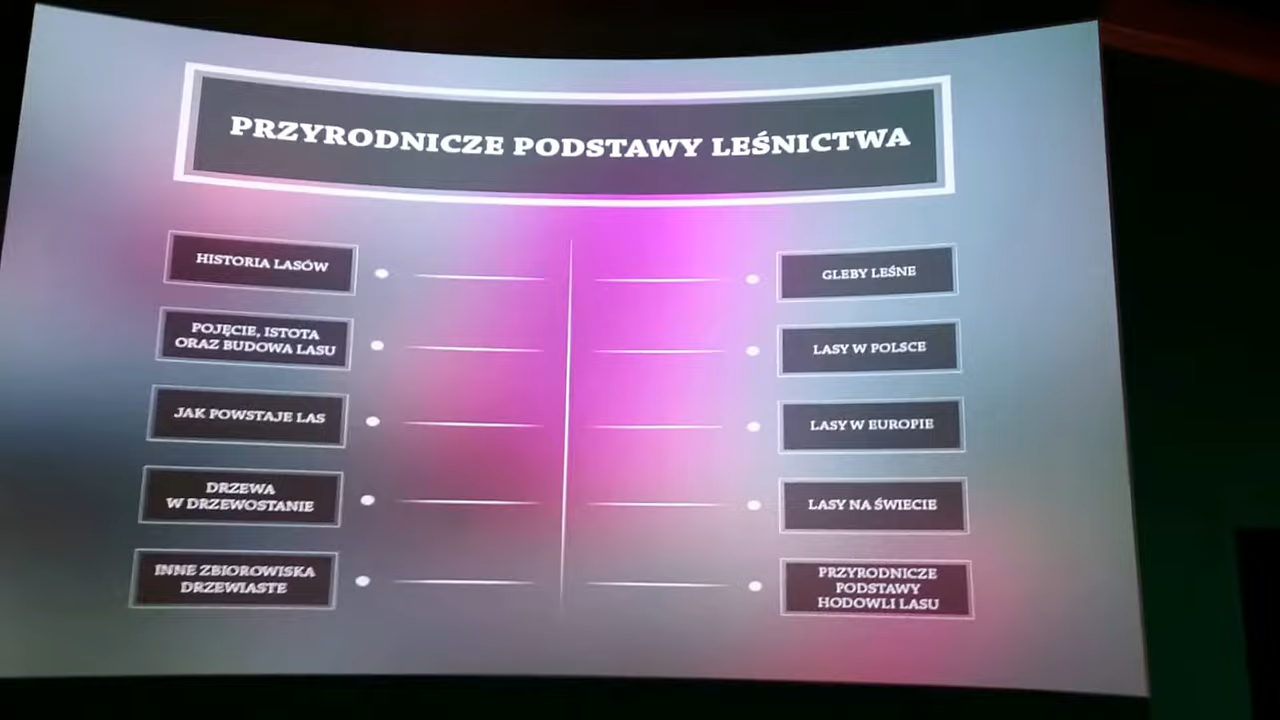 PRZYRODNICZE PODSTAWY LEŚNICTWA
HISTORIA LASÓW
POJĘCIE, ISTOTA
ORAZ BUDOWA LASU
JAK POWSTAJE LAS
DRZEWA
W DRZEWOSTANIE
INNE ZBIOROWISKA
DRZEWIASTE
GLEBY LEŚNE
LASY W POLSCE
LASY W EUROPIE
LASY NA ŚWIECIE
PRZYRODNICZE
PODSTAWY
HODOWLI LASU